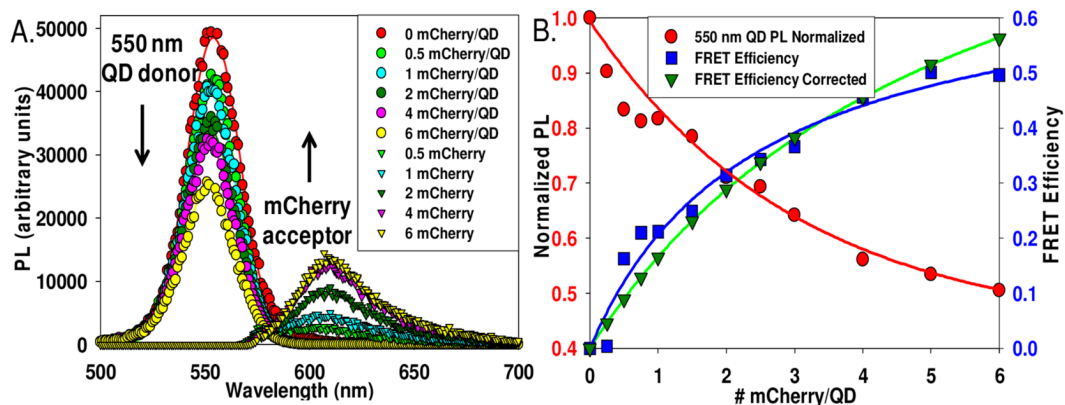 A.
550 nm
QD donor
mCherry
acceptor
0 mCherry/QD
0.5 mCherry/QD
1 mCherry/QD
2 mCherry/QD
4 mCherry/QD
6 mCherry/QD
0.5 mCherry
1 mCherry
2 mCherry
4 mCherry
6 mCherry
PL (arbitrary units)
50000
40000
30000
20000
10000
0
500 550 600 650 700
Wavelength (nm)
B.
550 nm QD PL Normalized
FRET Efficiency
FRET Efficiency Corrected
Normalized PL
1.0
0.9
0.8
0.7
0.6
0.5
0.4
0 1 2 3 4 5 6
# mCherry/QD
0.6
0.5
0.4
0.3
0.2
0.1
0.0
FRET Efficiency